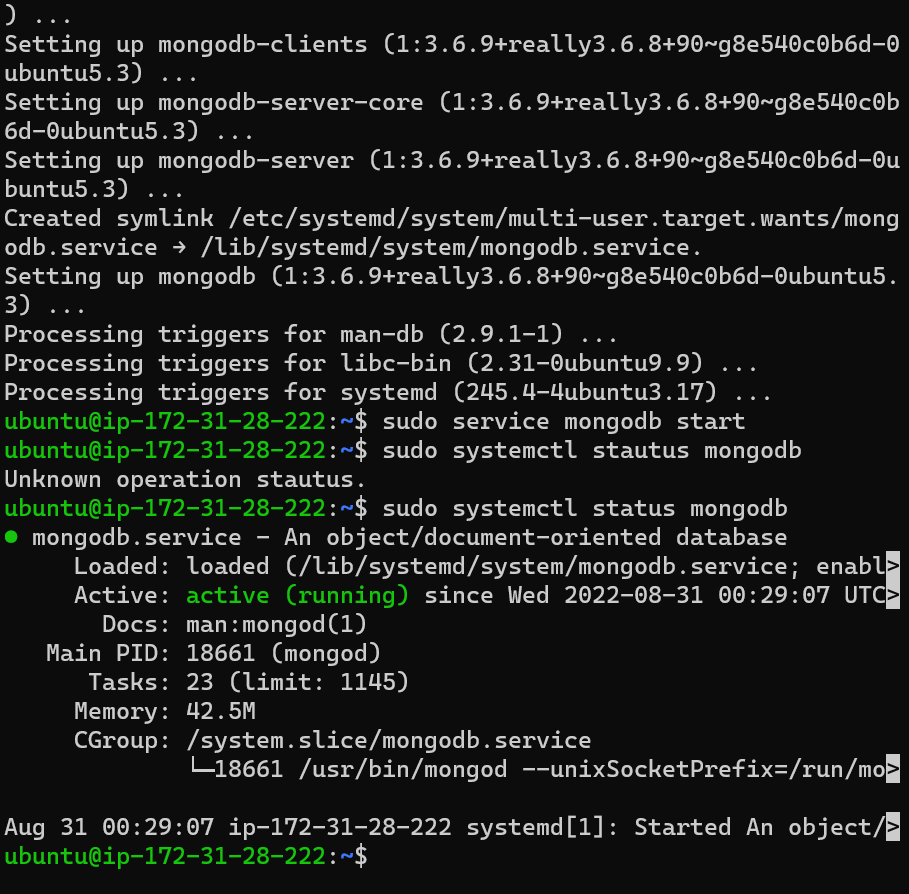 ) ...
Setting up mongodb-clients (1:3.6.9+really3.6.8+90~g8e540c0b6d-0
ubuntu5.3) ...
Setting up mongodb-server-core (1:3.6.9+really3.6.8+90~g8e540c0b
6d-0ubuntu5.3) ...
Setting up mongodb-server (1:3.6.9+really3.6.8+90~g8e540c0b6d-0u
buntu5.3) ...
Created symlink /etc/systemd/system/multi-user.target.wants/mong
odb.service → /lib/systemd/system/mongodb.service.
Setting up mongodb (1:3.6.9+really3.6.8+90~g8e540c0b6d-0ubuntu5.
3) ...
Processing triggers for man-db (2.9.1-1) ...
Processing triggers for libc-bin (2.31-0ubuntu9.9) ...
Processing triggers for systemd (245.4-4ubuntu3.17) ...
ubuntu@ip-172-31-28-222:~$ sudo service mongodb start
ubuntu@ip-172-31-28-222:~$ sudo systemctl stautus mongodb
Unknown operation stautus.
ubuntu@ip-172-31-28-222:~$ sudo systemctl status mongodb
● mongodb.service - An object/document-oriented database
     Loaded: loaded (/lib/systemd/system/mongodb.service; enabl>
     Active: active (running) since Wed 2022-08-31 00:29:07 UTC>
       Docs: man:mongod(1)
   Main PID: 18661 (mongod)
      Tasks: 23 (limit: 1145)
     Memory: 42.5M
     CGroup: /system.slice/mongodb.service
             └─18661 /usr/bin/mongod --unixSocketPrefix=/run/mo>

Aug 31 00:29:07 ip-172-31-28-222 systemd[1]: Started An object/>
ubuntu@ip-172-31-28-222:~$